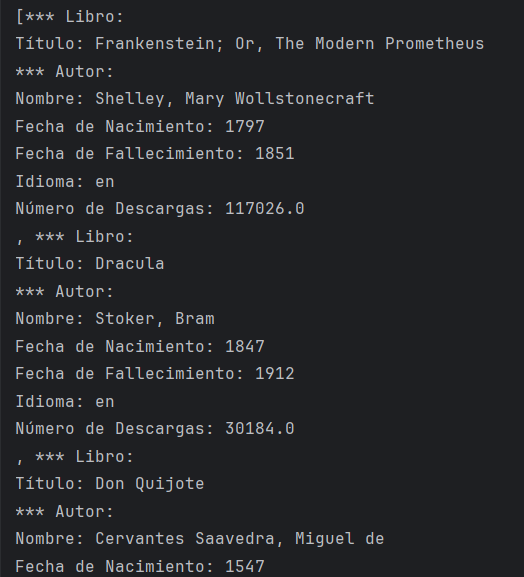 [*** Libro:
Título: Frankenstein; Or, The Modern Prometheus
*** Autor:
Nombre: Shelley, Mary Wollstonecraft
Fecha de Nacimiento: 1797
Fecha de Fallecimiento: 1851
Idioma: en
Número de Descargas: 117026.0
, *** Libro:
Título: Dracula
*** Autor:
Nombre: Stoker, Bram
Fecha de Nacimiento: 1847
Fecha de Fallecimiento: 1912
Idioma: en
Número de Descargas: 30184.0
, *** Libro:
Título: Don Quijote
*** Autor:
Nombre: Cervantes Saavedra, Miguel de
Fecha de Nacimiento: 1547